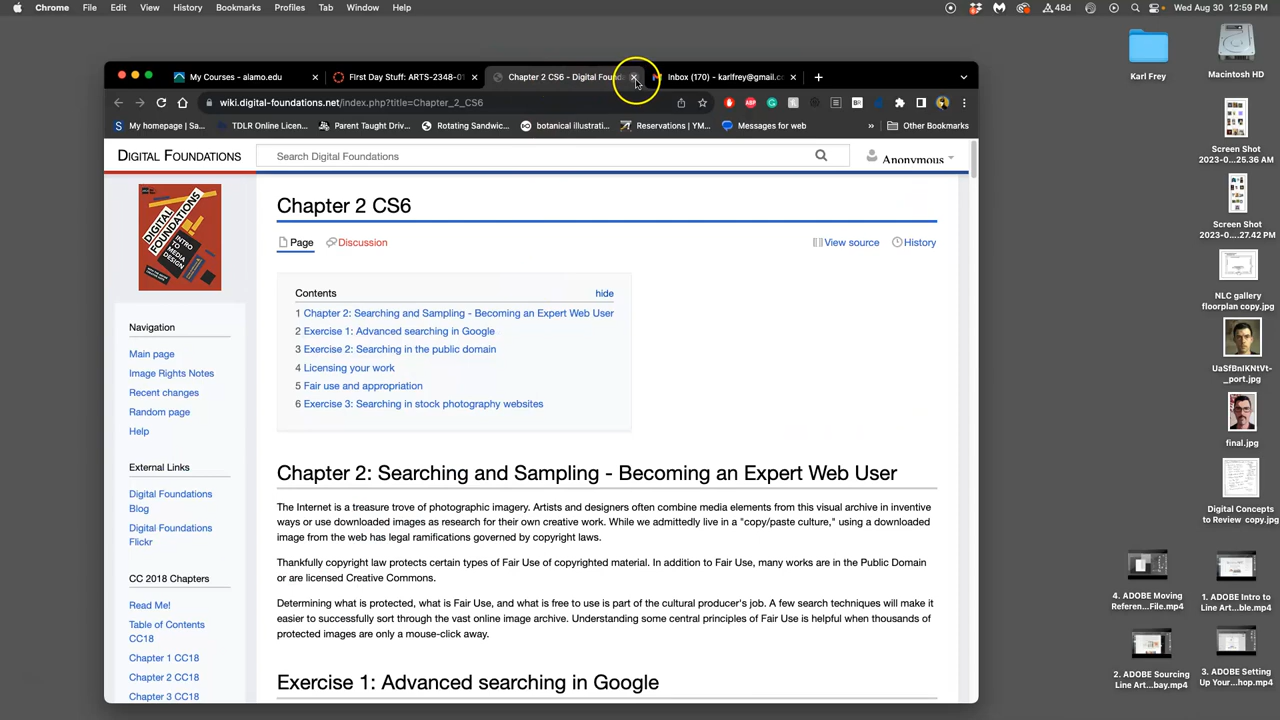 Chrome File Edit View History Bookmarks Profiles Tab Window Help 48d Wed Aug 30 12:59 PM
My Courses - alamo.edu First Day Stuff: ARTS-2348-01 Chapter 2 CS6 - Digital Found Inbox (170) - karlfrey@gmail.c
wiki.digital-foundations.net/index.php?title=Chapter_2_CS6
My homepage | Sa... TDLR Online Licen... Parent Taught Driv... Rotating Sandwic... botanical illustrati... Reservations | YM... Messages for web » Other Bookmarks
DIGITAL FOUNDATIONS
Search Digital Foundations
Anonymous
DIGITAL FOUNDATIONS
INTRO TO MEDIA DESIGN
Chapter 2 CS6
Page Discussion View source History
Contents hide
1 Chapter 2: Searching and Sampling - Becoming an Expert Web User
2 Exercise 1: Advanced searching in Google
3 Exercise 2: Searching in the public domain
4 Licensing your work
5 Fair use and appropriation
6 Exercise 3: Searching in stock photography websites
Navigation
Main page
Image Rights Notes
Recent changes
Random page
Help
External Links
Digital Foundations
Blog
Digital Foundations
Flickr
CC 2018 Chapters
Read Me!
Table of Contents
CC18
Chapter 1 CC18
Chapter 2 CC18
Chapter 3 CC18
Chapter 2: Searching and Sampling - Becoming an Expert Web User
The Internet is a treasure trove of photographic imagery. Artists and designers often combine media elements from this visual archive in inventive
ways or use downloaded images as research for their own creative work. While we admittedly live in a "copy/paste culture," using a downloaded
image from the web has legal ramifications governed by copyright laws.
Thankfully copyright law protects certain types of Fair Use of copyrighted material. In addition to Fair Use, many works are in the Public Domain
or are licensed Creative Commons.
Determining what is protected, what is Fair Use, and what is free to use is part of the cultural producer's job. A few search techniques will make it
easier to successfully sort through the vast online image archive. Understanding some central principles of Fair Use is helpful when thousands of
protected images are only a mouse-click away.
Exercise 1: Advanced searching in Google
Karl Frey
Macintosh HD
Screen Shot
2023-0...25.36 AM
Screen Shot
2023-0...27.42 PM
NLC gallery
floorplan copy.jpg
UaSfBnIKNtVt-
_port.jpg
final.jpg
Digital Concepts
to Review copy.jpg
4. ADOBE Moving
Referen...File.mp4
1. ADOBE Intro to
Line Art...ble.mp4
2. ADOBE Sourcing
Line Art...bay.mp4
3. ADOBE Setting
Up Your...hop.mp4